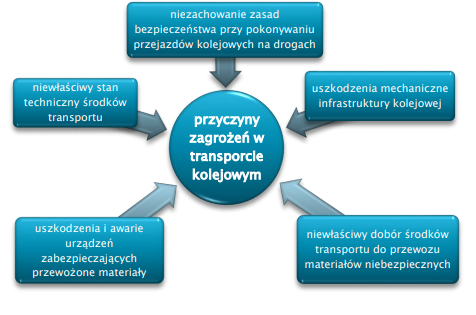 niezachowanie zasad
bezpieczeństwa przy pokonywaniu
przejazdów kolejowych na drogach
niewłaściwy stan
techniczny środków
transportu
uszkodzenia mechaniczne
infrastruktury kolejowej
przyczyny
zagrożeń w
transporcie
kolejowym
uszkodzenia i awarie
urządzeń
zabezpieczających
przewożone materiały
niewłaściwy dobór środków
transportu do przewozu
materiałów niebezpiecznych